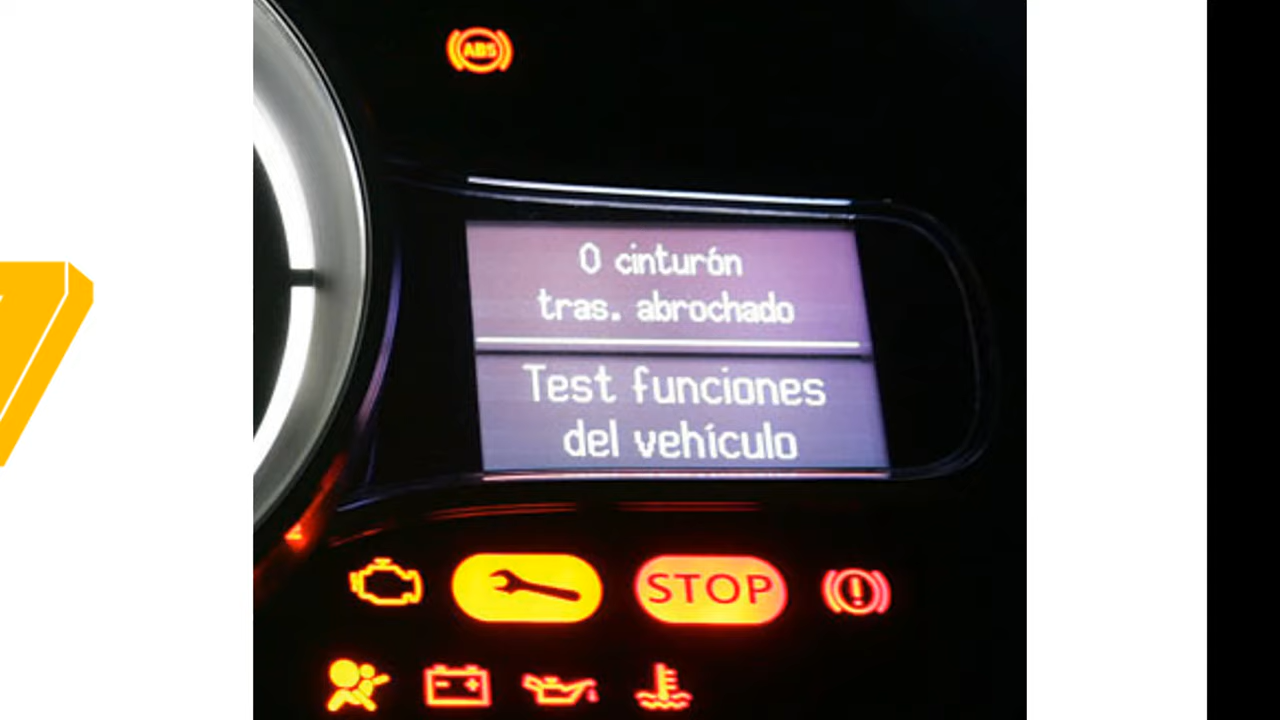 ABS
0 cinturón
tras. abrochado
Test funciones
del vehículo
STOP